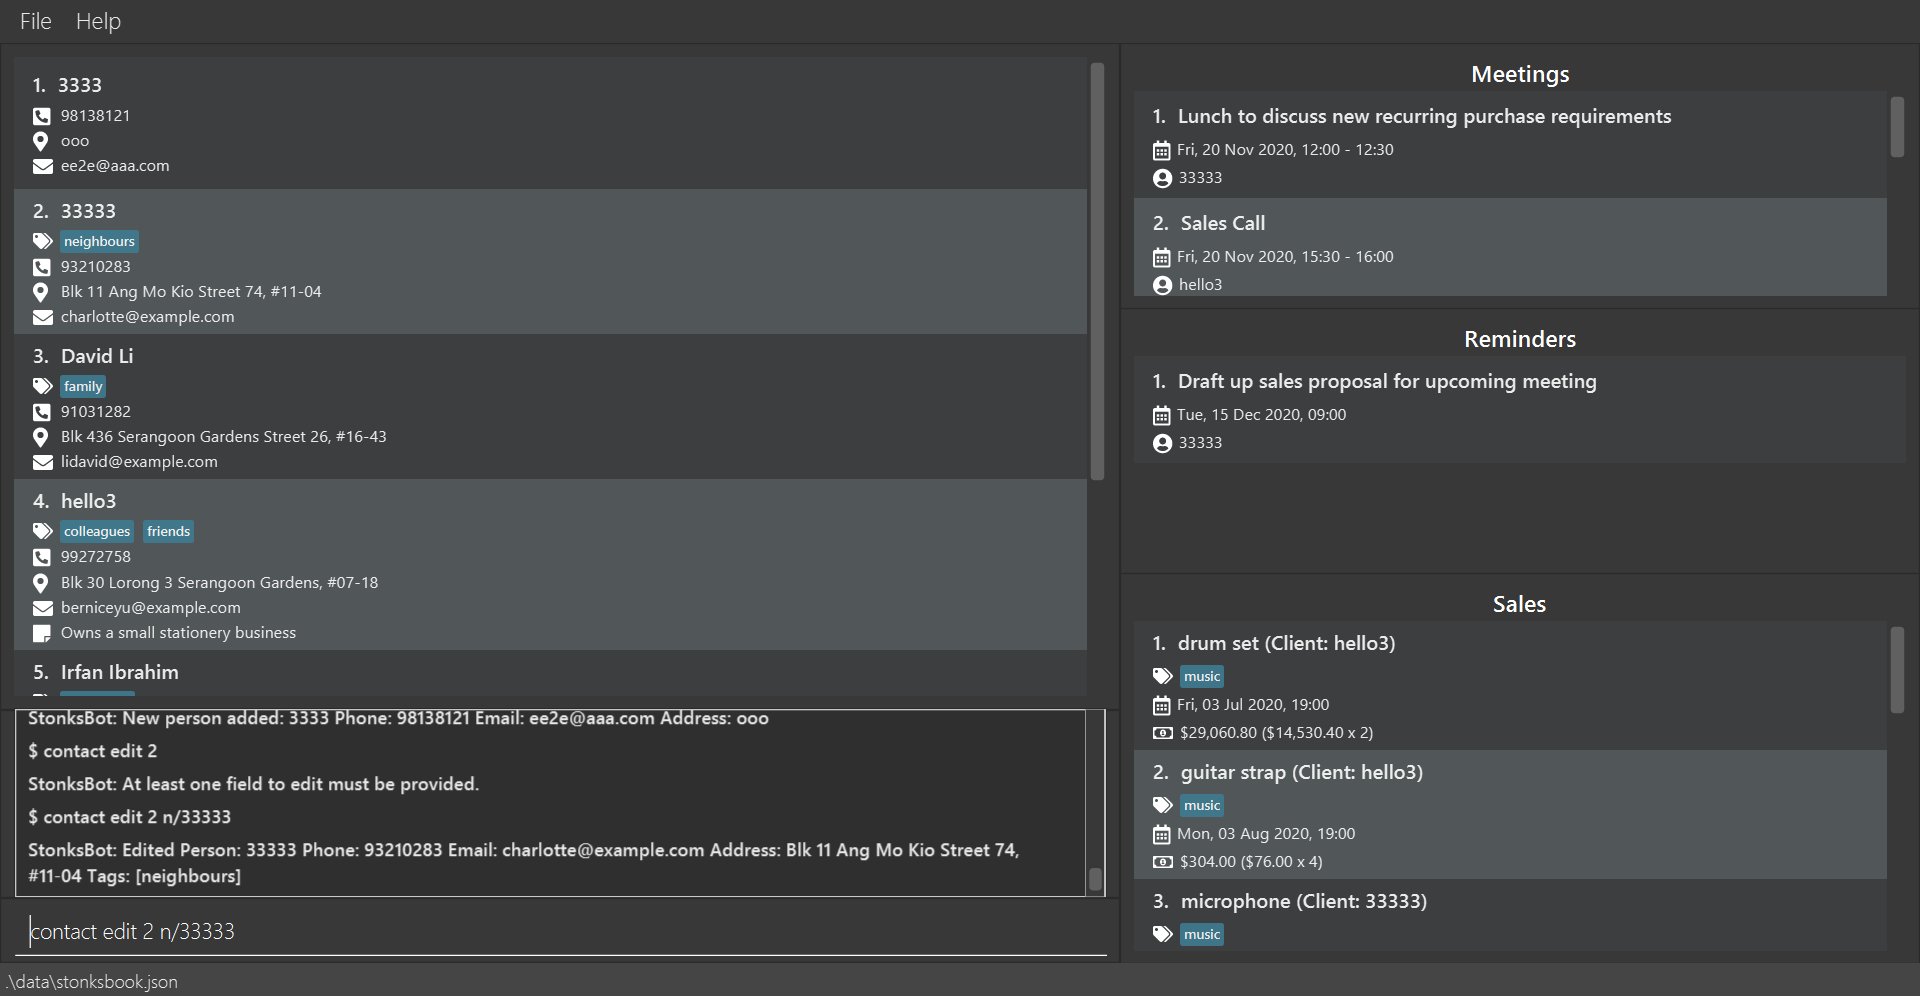 File Help
1. 3333
98138121
ooo
ee2e@aaa.com
2. 33333
neighbours
93210283
Blk 11 Ang Mo Kio Street 74, #11-04
charlotte@example.com
3. David Li
family
91031282
Blk 436 Serangoon Gardens Street 26, #16-43
lidavid@example.com
4. hello3
colleagues friends
99272758
Blk 30 Lorong 3 Serangoon Gardens, #07-18
berniceyu@example.com
Owns a small stationery business
5. Irfan Ibrahim
StonksBot: New person added: 3333 Phone: 98138121 Email: ee2e@aaa.com Address: ooo
$ contact edit 2
StonksBot: At least one field to edit must be provided.
$ contact edit 2 n/33333
StonksBot: Edited Person: 33333 Phone: 93210283 Email: charlotte@example.com Address: Blk 11 Ang Mo Kio Street 74,
#11-04 Tags: [neighbours]
contact edit 2 n/33333
Meetings
1. Lunch to discuss new recurring purchase requirements
Fri, 20 Nov 2020, 12:00 - 12:30
33333
2. Sales Call
Fri, 20 Nov 2020, 15:30 - 16:00
hello3
Reminders
1. Draft up sales proposal for upcoming meeting
Tue, 15 Dec 2020, 09:00
33333
Sales
1. drum set (Client: hello3)
music
Fri, 03 Jul 2020, 19:00
$29,060.80 ($14,530.40 x 2)
2. guitar strap (Client: hello3)
music
Mon, 03 Aug 2020, 19:00
$304.00 ($76.00 x 4)
3. microphone (Client: 33333)
music
.\data\stonksbook.json